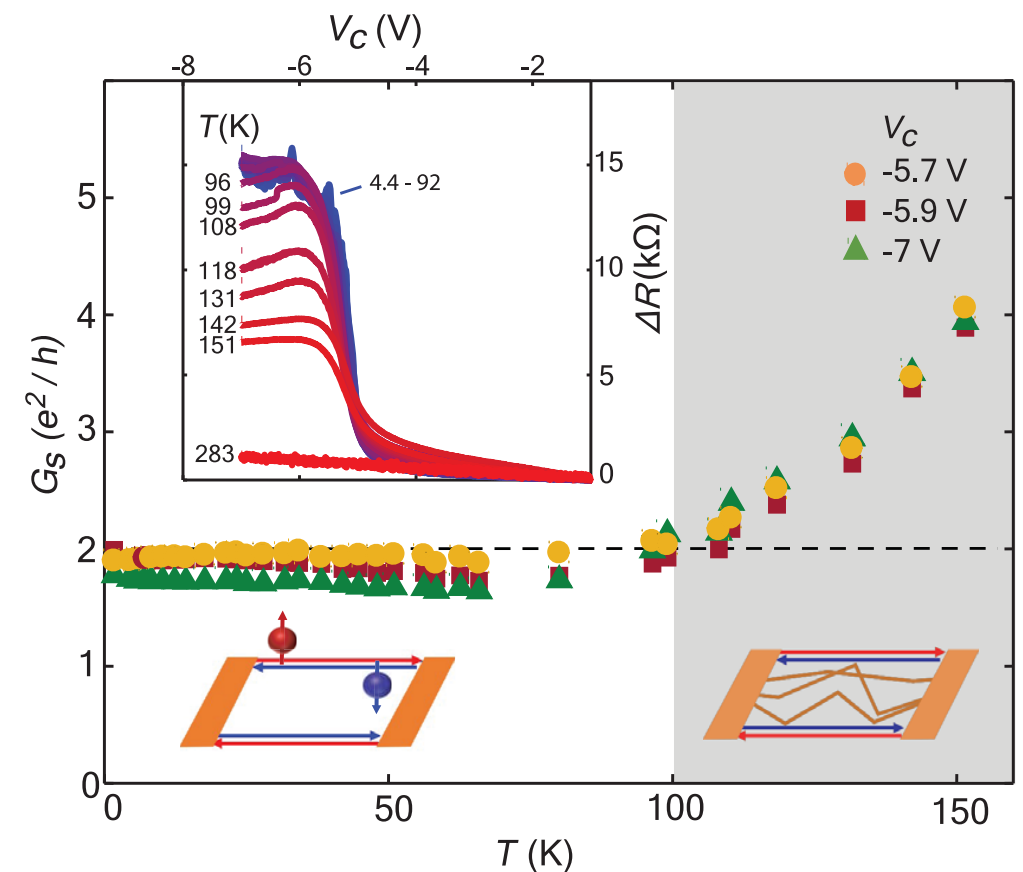 V_C (V)
-8 -6 -4 -2
T(K)
96
99
108
118
131
142
151
283
4.4 - 92
15
10
5
0
ΔR(kΩ)
V_C
-5.7 V
-5.9 V
-7 V
G_S (e² / h)
5
4
3
2
1
2
0
0 50 100 150
T (K)